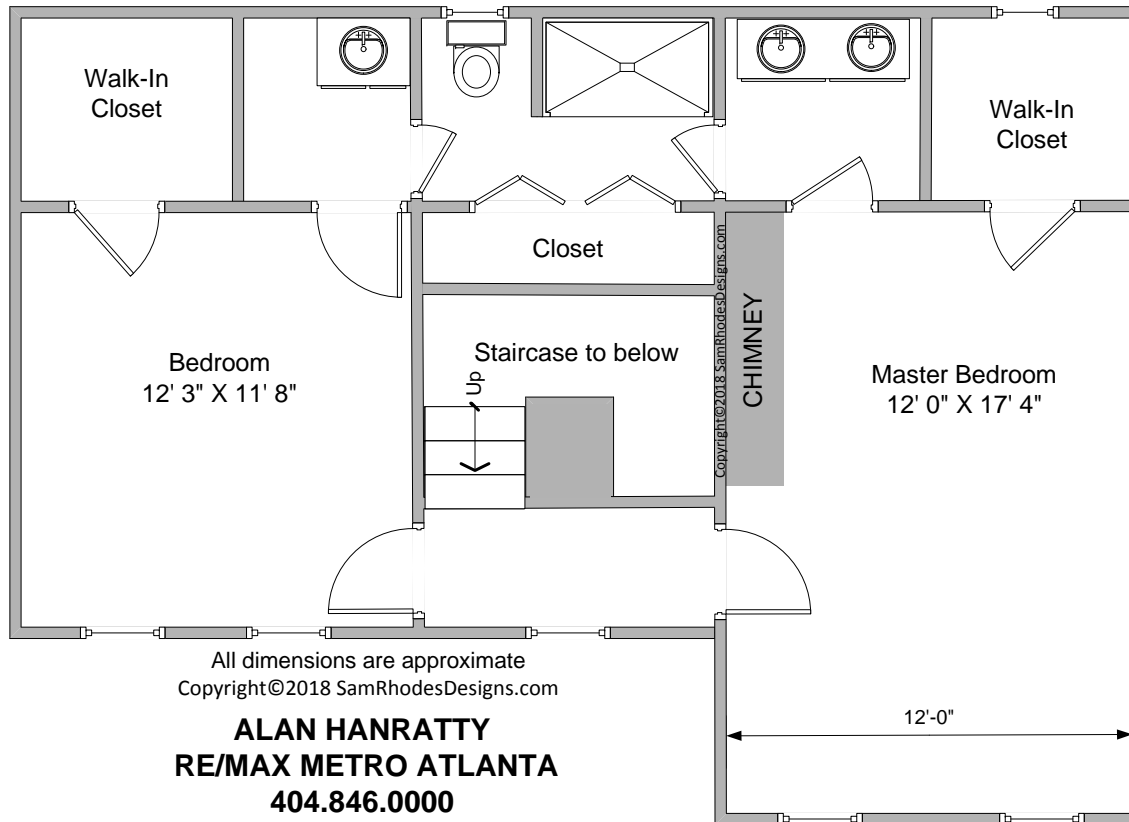 Walk-In
Closet
Walk-In
Closet
Closet
Copyright©2018 SamRhodesDesigns.com
CHIMNEY
Staircase to below
Up
Bedroom
12' 3" X 11' 8"
Master Bedroom
12' 0" X 17' 4"
All dimensions are approximate
Copyright©2018 SamRhodesDesigns.com
12'-0"
ALAN HANRATTY
RE/MAX METRO ATLANTA
404.846.0000